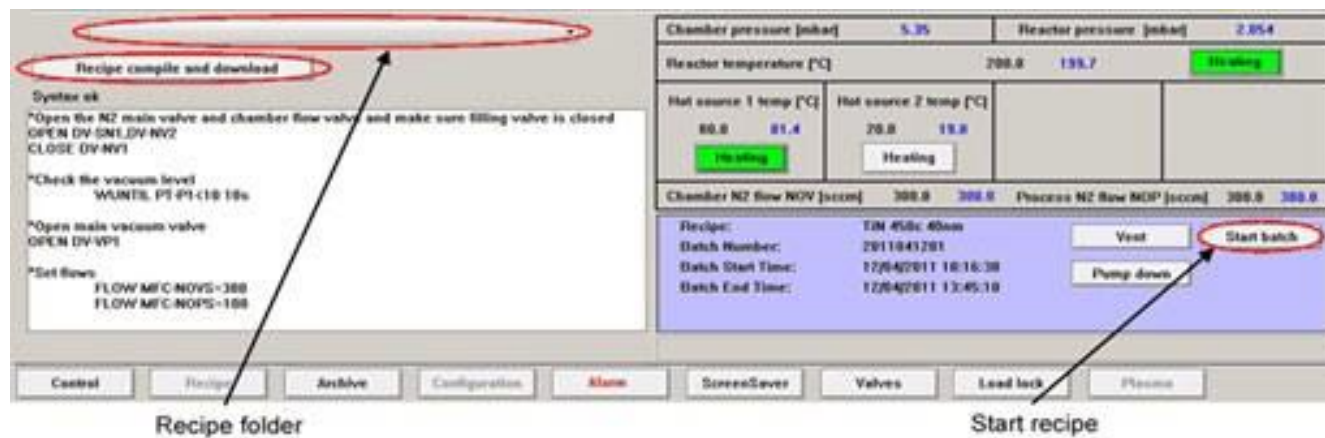 Recipe compile and download
Syntax ok
*Open the N2 main valve and chamber flow valve and make sure filling valve is closed
OPEN DV-SN1,DV-NV2
CLOSE DV-NV1
*Check the vacuum level
WUNTIL PT-P1<10 10s
*Open main vacuum valve
OPEN DV-VP1
*Set flows
FLOW MFC-NOVS=300
FLOW MFC-NOPS=100
Chamber pressure [mbar] 5.35 Reactor pressure [mbar] 2.054
Reactor temperature [°C] 200.0 199.7 Heating
Hot source 1 temp [°C] Hot source 2 temp [°C]
80.0 81.4 20.0 19.8
Heating Heating
Chamber N2 flow NOV [sccm] 300.0 300.0 Process N2 flow NOP [sccm] 300.0 300.0
Recipe: TiN 450c 40nm
Batch Number: 2011041201
Batch Start Time: 12/04/2011 10:16:30
Batch End Time: 12/04/2011 13:45:10
Vent Start batch
Pump down
Control Recipe Archive Configuration Alarm ScreenSaver Valves Load lock Plasma
Recipe folder Start recipe